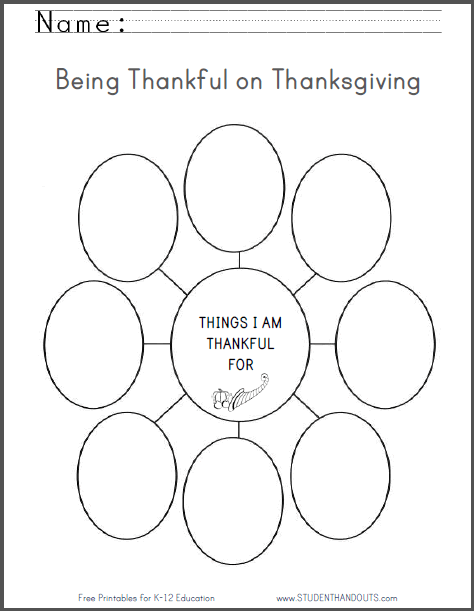 Name:
Being Thankful on Thanksgiving
THINGS I AM
THANKFUL
FOR
Free Printables for K-12 Education www.STUDENTHANDOUTS.com